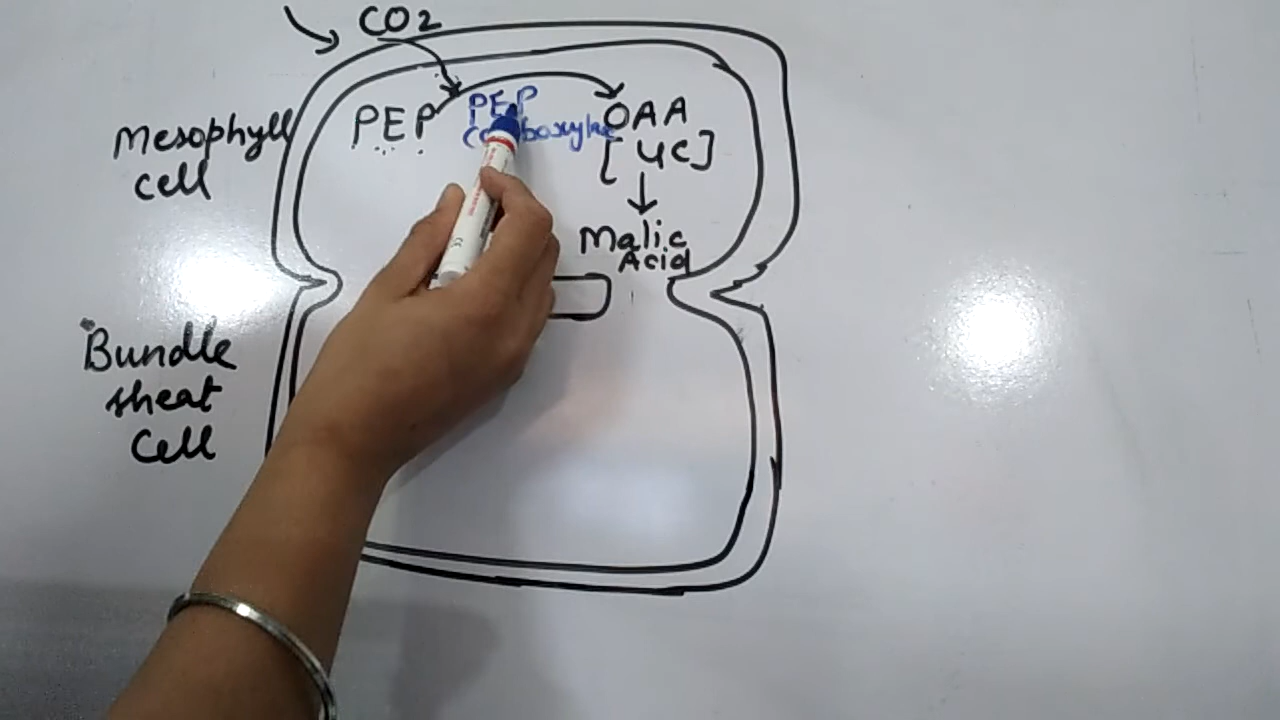 CO2
PEP
PEP
OAA
[4C]
Mesophyll
cell
Malic
Acid
Bundle
sheat
Cell